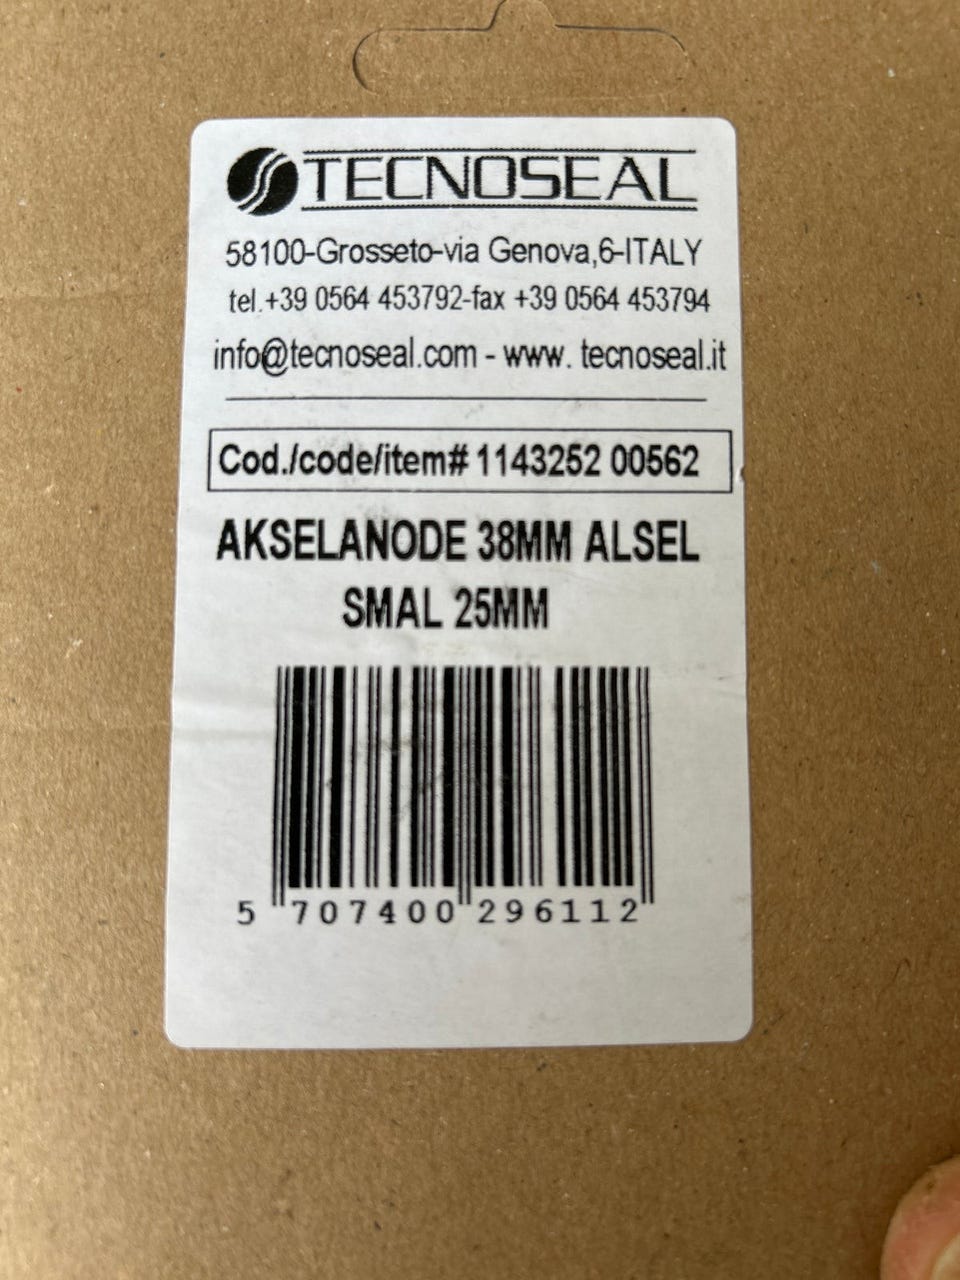 TECNOSEAL
58100-Grosseto-via Genova,6-ITALY
tel.+39 0564 453792-fax +39 0564 453794
info@tecnoseal.com - www. tecnoseal.it
Cod./code/item# 1143252 00562
AKSELANODE 38MM ALSEL
SMAL 25MM
5 707400 296112